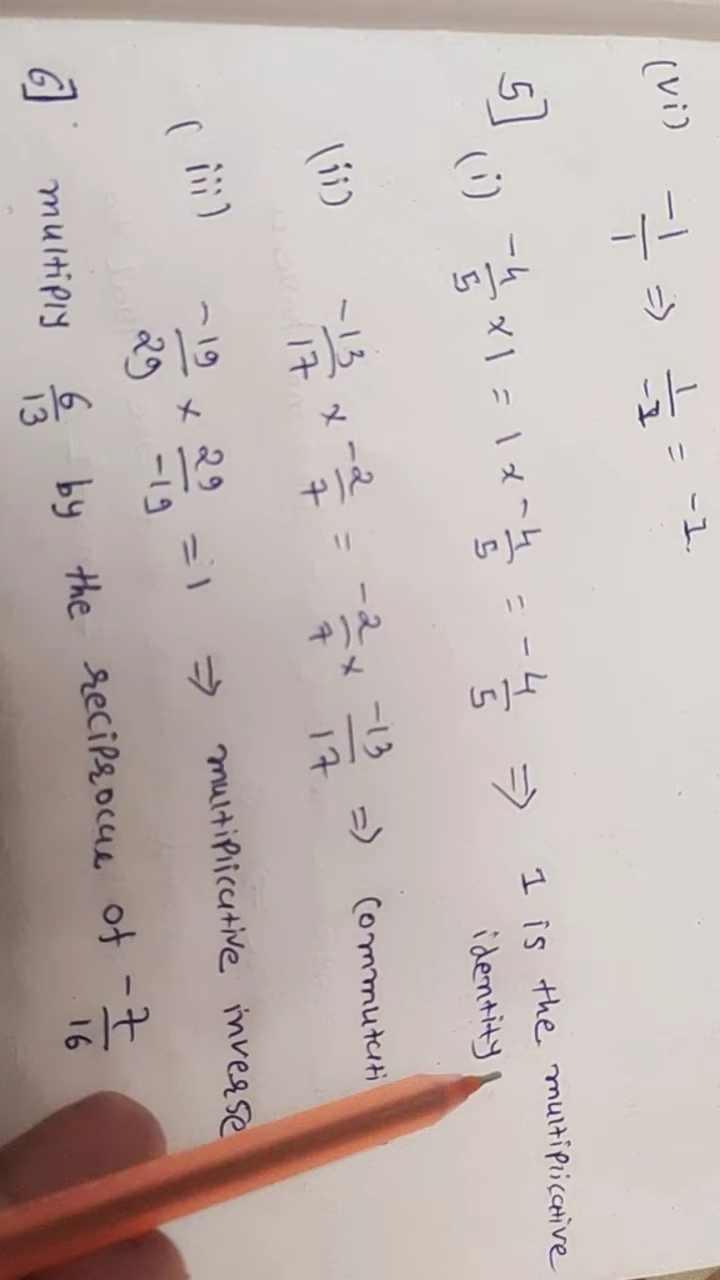 (vi) -1/1 ⇒ 1/-1 = -1
5] (i) -4/5 × 1 = 1 × -4/5 = -4/5 ⇒ 1 is the multiplicative
identity
(ii) -13/17 × -2/7 = -2/7 × -13/17 ⇒ Commutati
(iii) -19/29 × 29/-19 = 1 ⇒ multiplicative inverse
6] multiply 6/13 by the reciprocal of -7/16